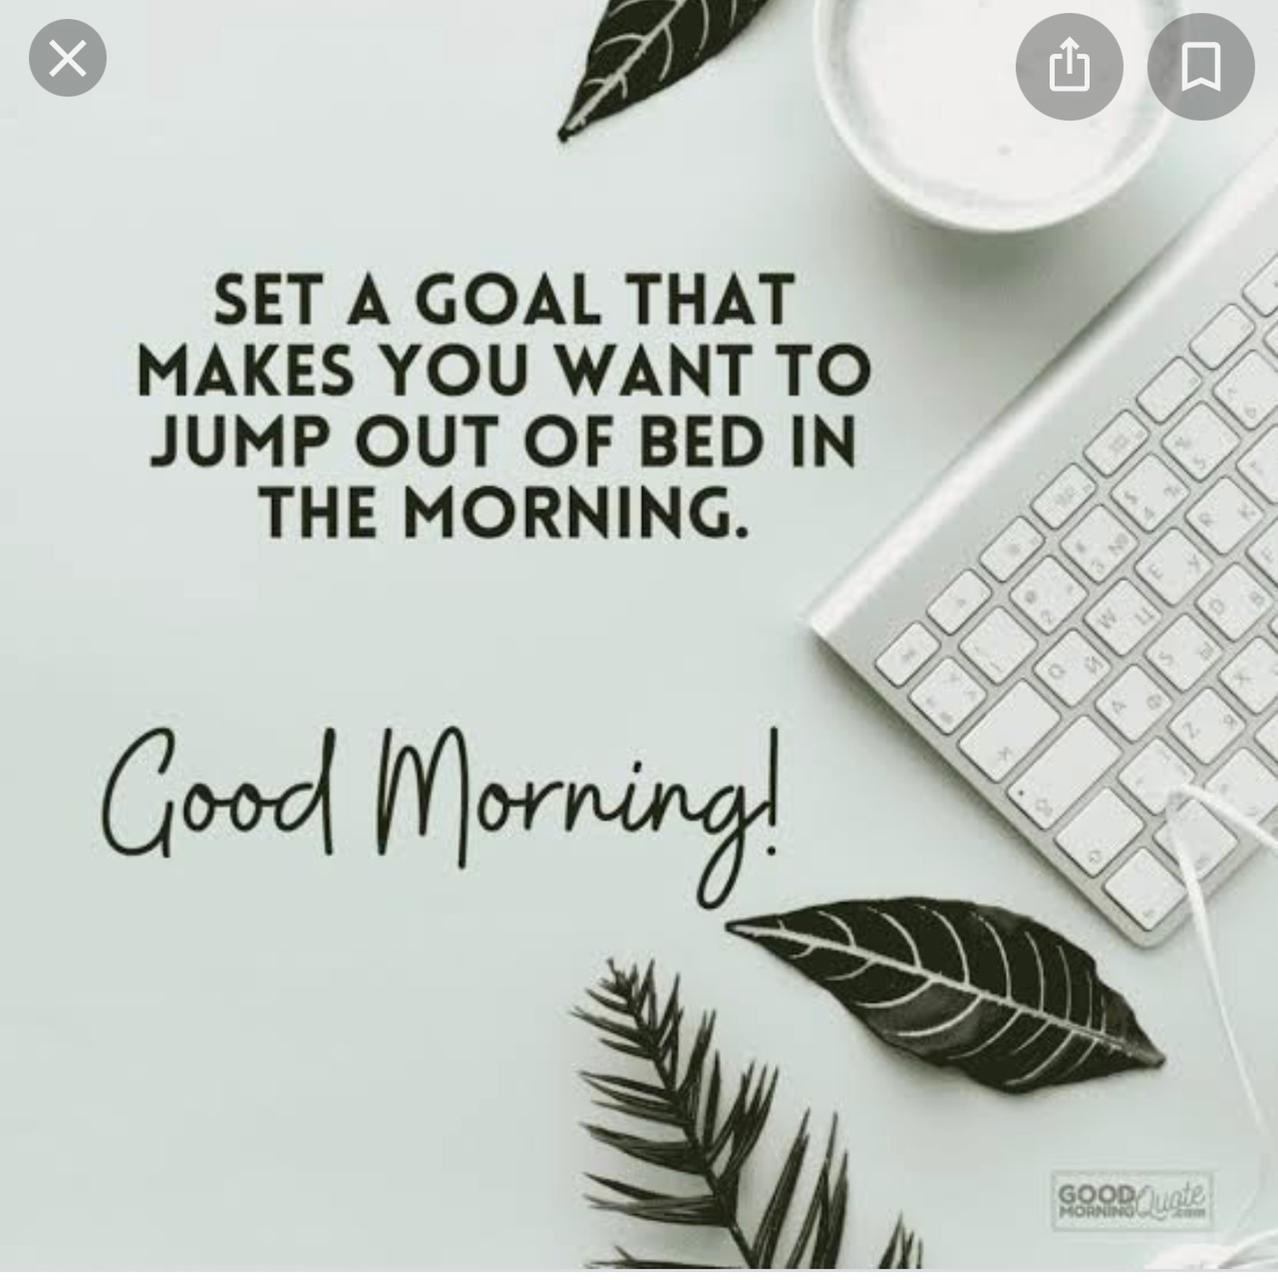 SET A GOAL THAT
MAKES YOU WANT TO
JUMP OUT OF BED IN
THE MORNING.
Good Morning!
GOOD
MORNING Quote
.com